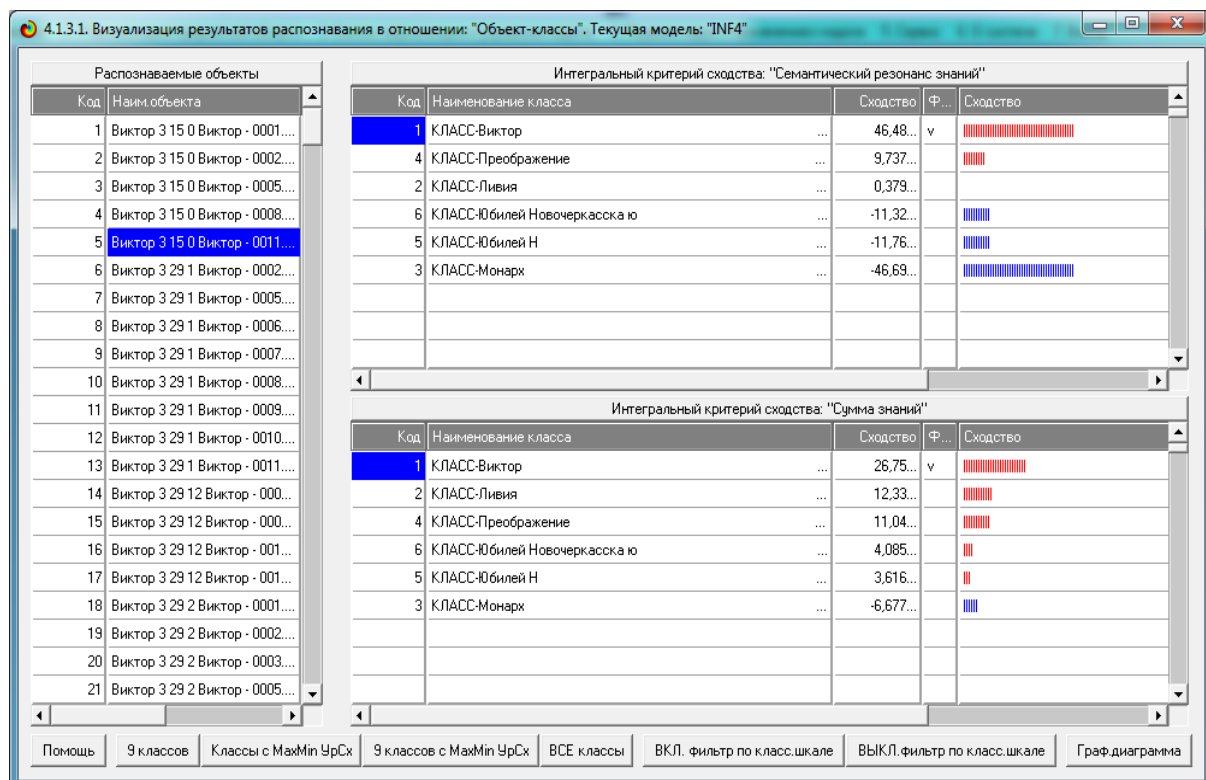 4.1.3.1. Визуализация результатов распознавания в отношении: "Объект-классы". Текущая модель: "INF4"
Распознаваемые объекты
Код Наим.объекта
1 Виктор 3 15 0 Виктор - 0001....
2 Виктор 3 15 0 Виктор - 0002....
3 Виктор 3 15 0 Виктор - 0005....
4 Виктор 3 15 0 Виктор - 0008....
5 Виктор 3 15 0 Виктор - 0011....
6 Виктор 3 29 1 Виктор - 0002....
7 Виктор 3 29 1 Виктор - 0005....
8 Виктор 3 29 1 Виктор - 0006....
9 Виктор 3 29 1 Виктор - 0007....
10 Виктор 3 29 1 Виктор - 0008....
11 Виктор 3 29 1 Виктор - 0009....
12 Виктор 3 29 1 Виктор - 0010....
13 Виктор 3 29 1 Виктор - 0011....
14 Виктор 3 29 12 Виктор - 000...
15 Виктор 3 29 12 Виктор - 000...
16 Виктор 3 29 12 Виктор - 001...
17 Виктор 3 29 12 Виктор - 001...
18 Виктор 3 29 2 Виктор - 0001....
19 Виктор 3 29 2 Виктор - 0002....
20 Виктор 3 29 2 Виктор - 0003....
21 Виктор 3 29 2 Виктор - 0005....
Интегральный критерий сходства: "Семантический резонанс знаний"
Код Наименование класса Сходство Ф... Сходство
1 КЛАСС-Виктор ... 46,48... v
4 КЛАСС-Преображение ... 9,737...
2 КЛАСС-Ливия ... 0,379...
6 КЛАСС-Юбилей Новочеркасска ю ... -11,32...
5 КЛАСС-Юбилей Н ... -11,76...
3 КЛАСС-Монарх ... -46,69...
Интегральный критерий сходства: "Сумма знаний"
Код Наименование класса Сходство Ф... Сходство
1 КЛАСС-Виктор ... 26,75... v
2 КЛАСС-Ливия ... 12,33...
4 КЛАСС-Преображение ... 11,04...
6 КЛАСС-Юбилей Новочеркасска ю ... 4,085...
5 КЛАСС-Юбилей Н ... 3,616...
3 КЛАСС-Монарх ... -6,677...
Помощь 9 классов Классы с MaxMin УрСх 9 классов с MaxMin УрСх ВСЕ классы ВКЛ. фильтр по класс.шкале ВЫКЛ.фильтр по класс.шкале Граф.диаграмма